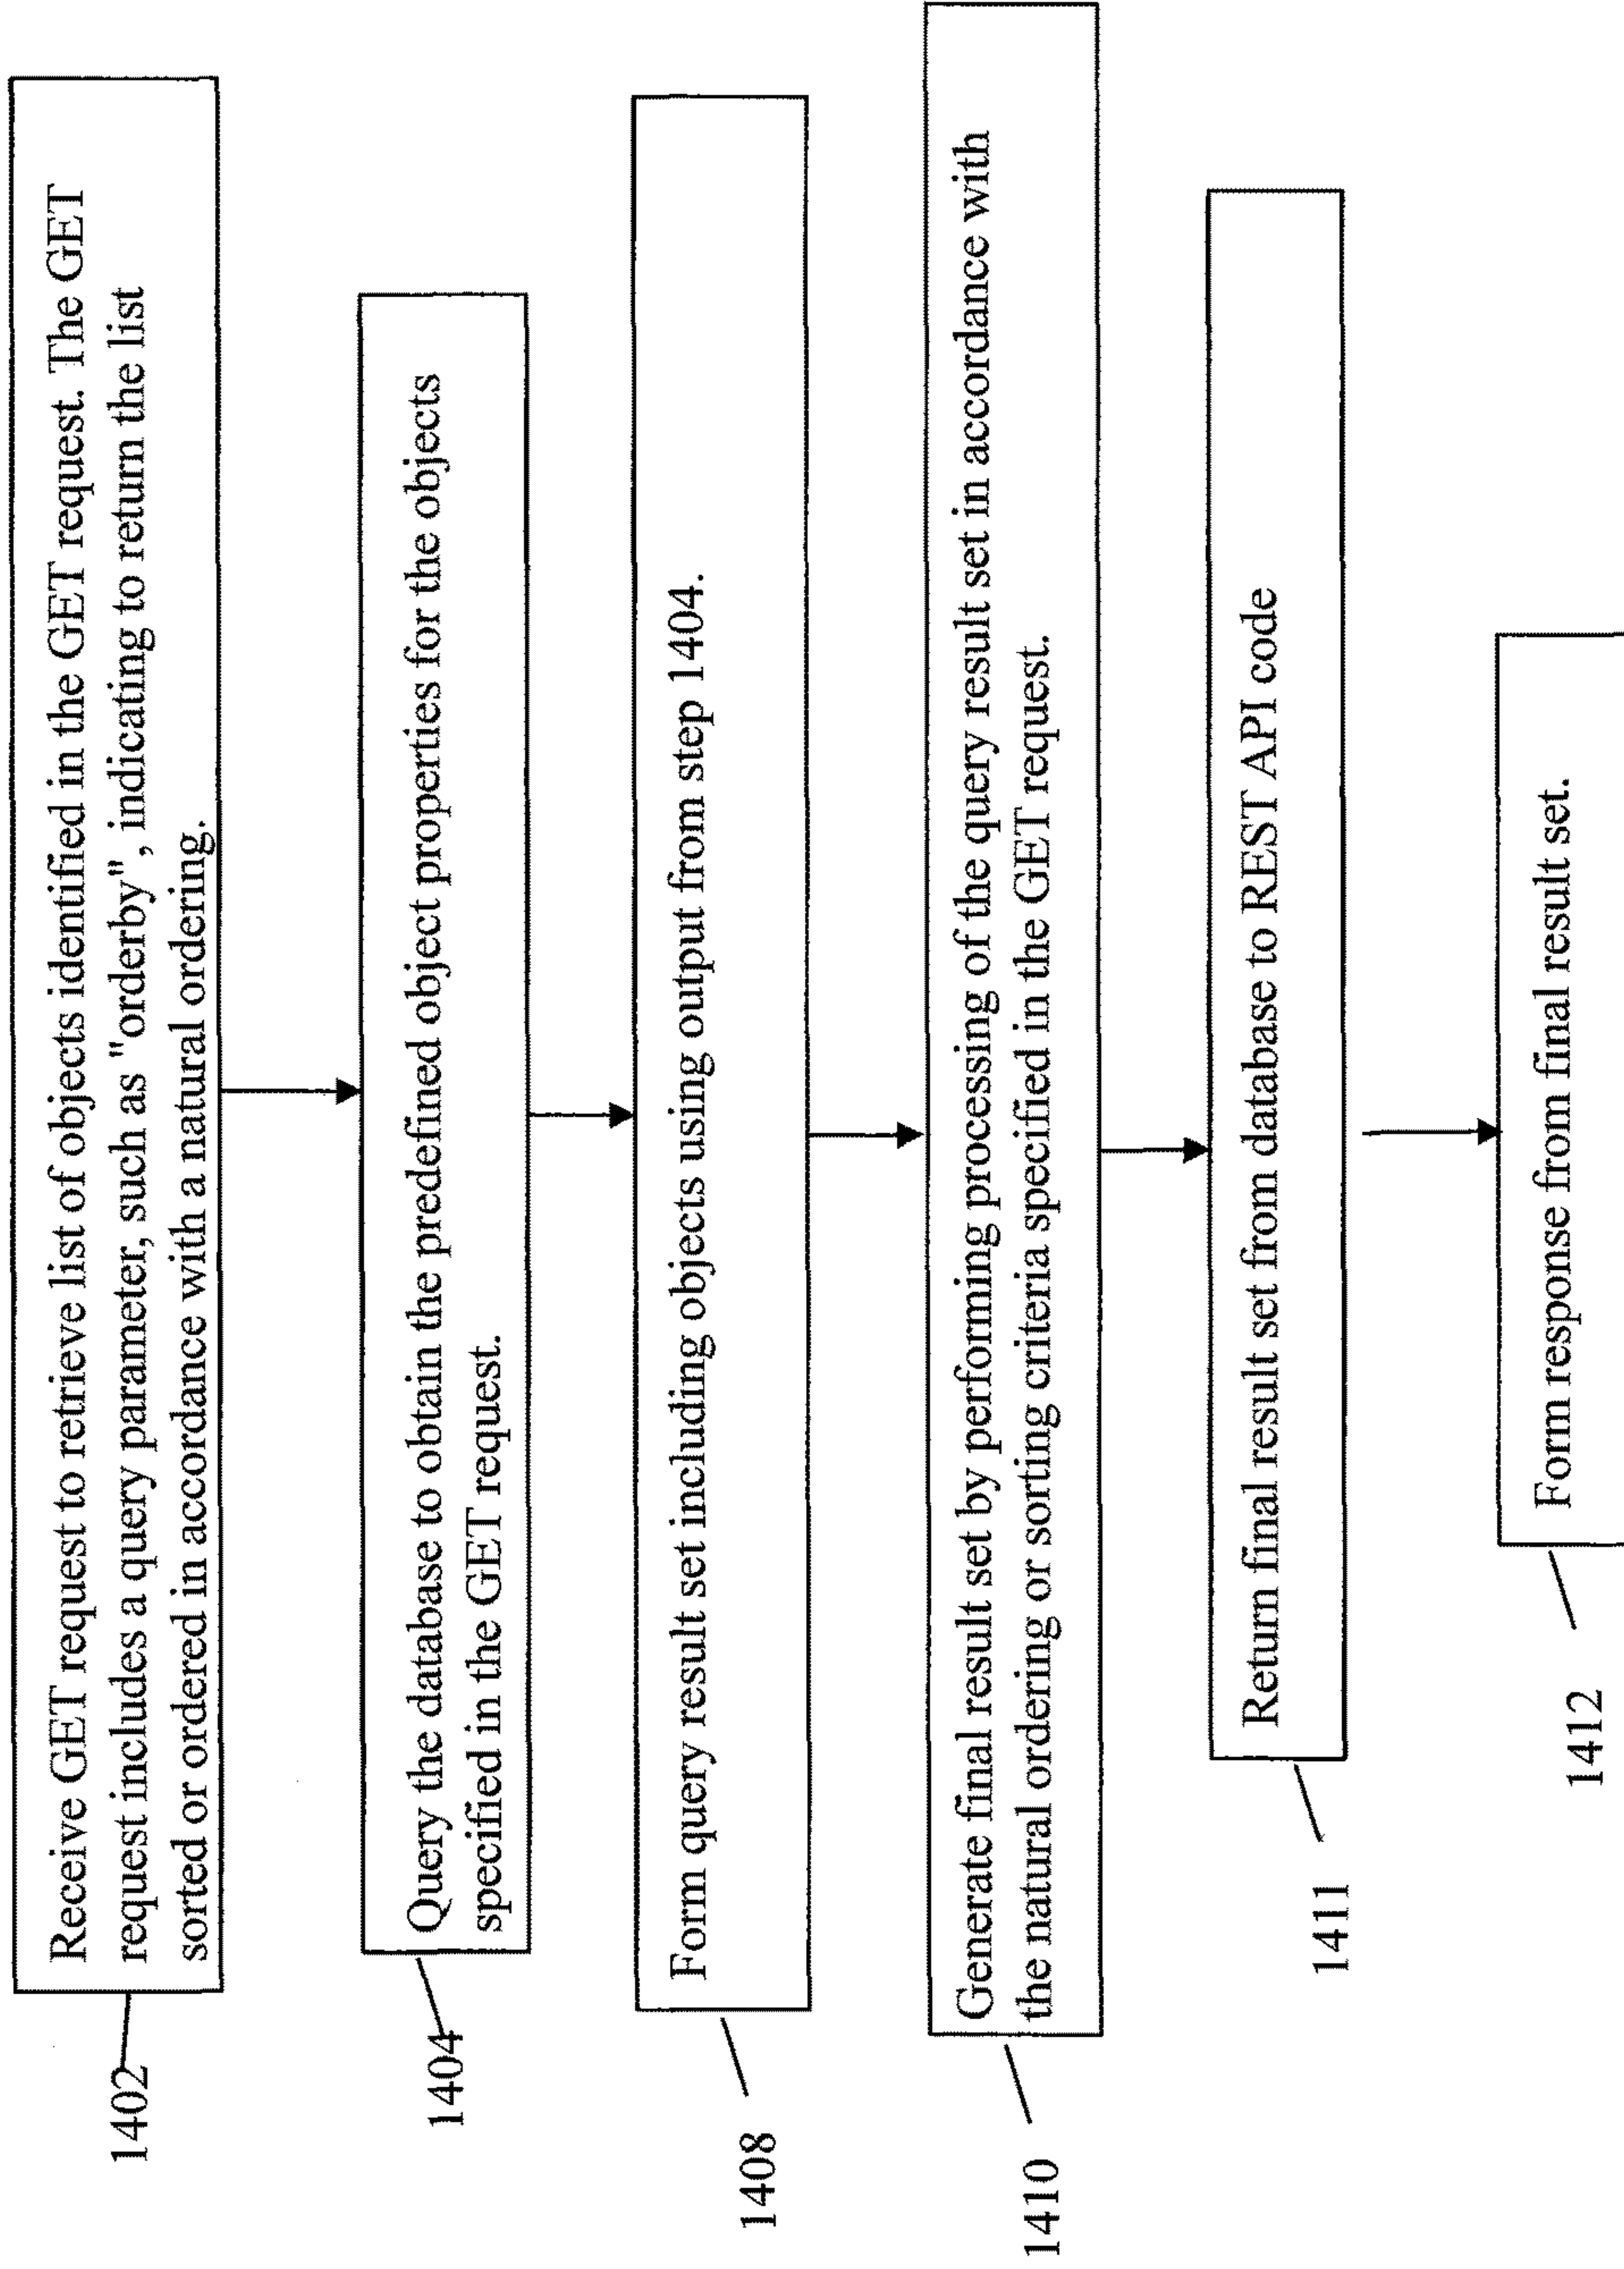 1402
Receive GET request to retrieve list of objects identified in the GET request. The GET
request includes a query parameter, such as "orderby", indicating to return the list
sorted or ordered in accordance with a natural ordering.
1404
Query the database to obtain the predefined object properties for the objects
specified in the GET request.
1408
Form query result set including objects using output from step 1404.
1410
Generate final result set by performing processing of the query result set in accordance with
the natural ordering or sorting criteria specified in the GET request.
1411
Return final result set from database to REST API code
1412
Form response from final result set.